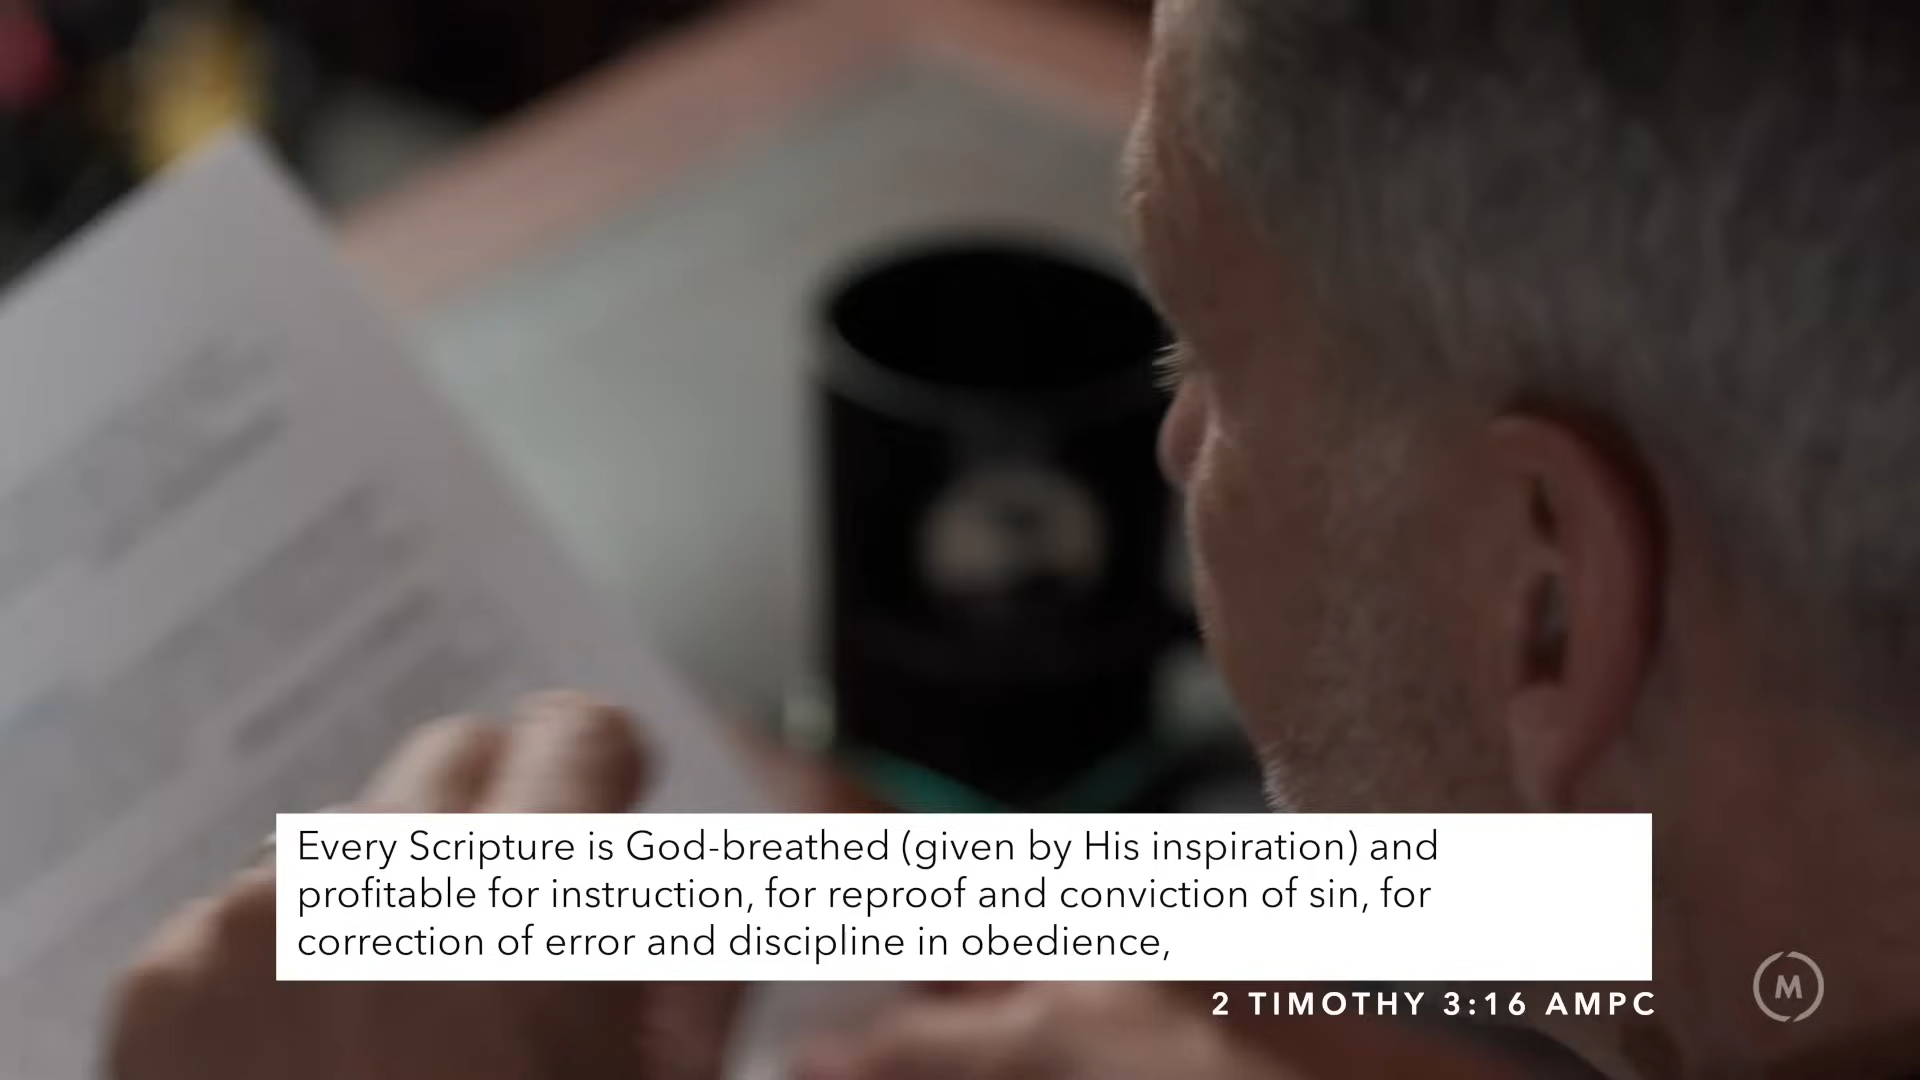 Every Scripture is God-breathed (given by His inspiration) and
profitable for instruction, for reproof and conviction of sin, for
correction of error and discipline in obedience,
2 TIMOTHY 3:16 AMPC
M